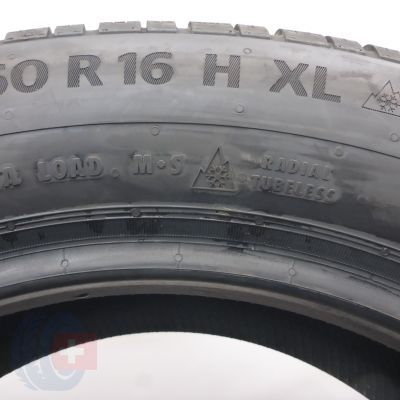 60 R 16 H XL
A LOAD. M+S RADIAL
TUBELESS